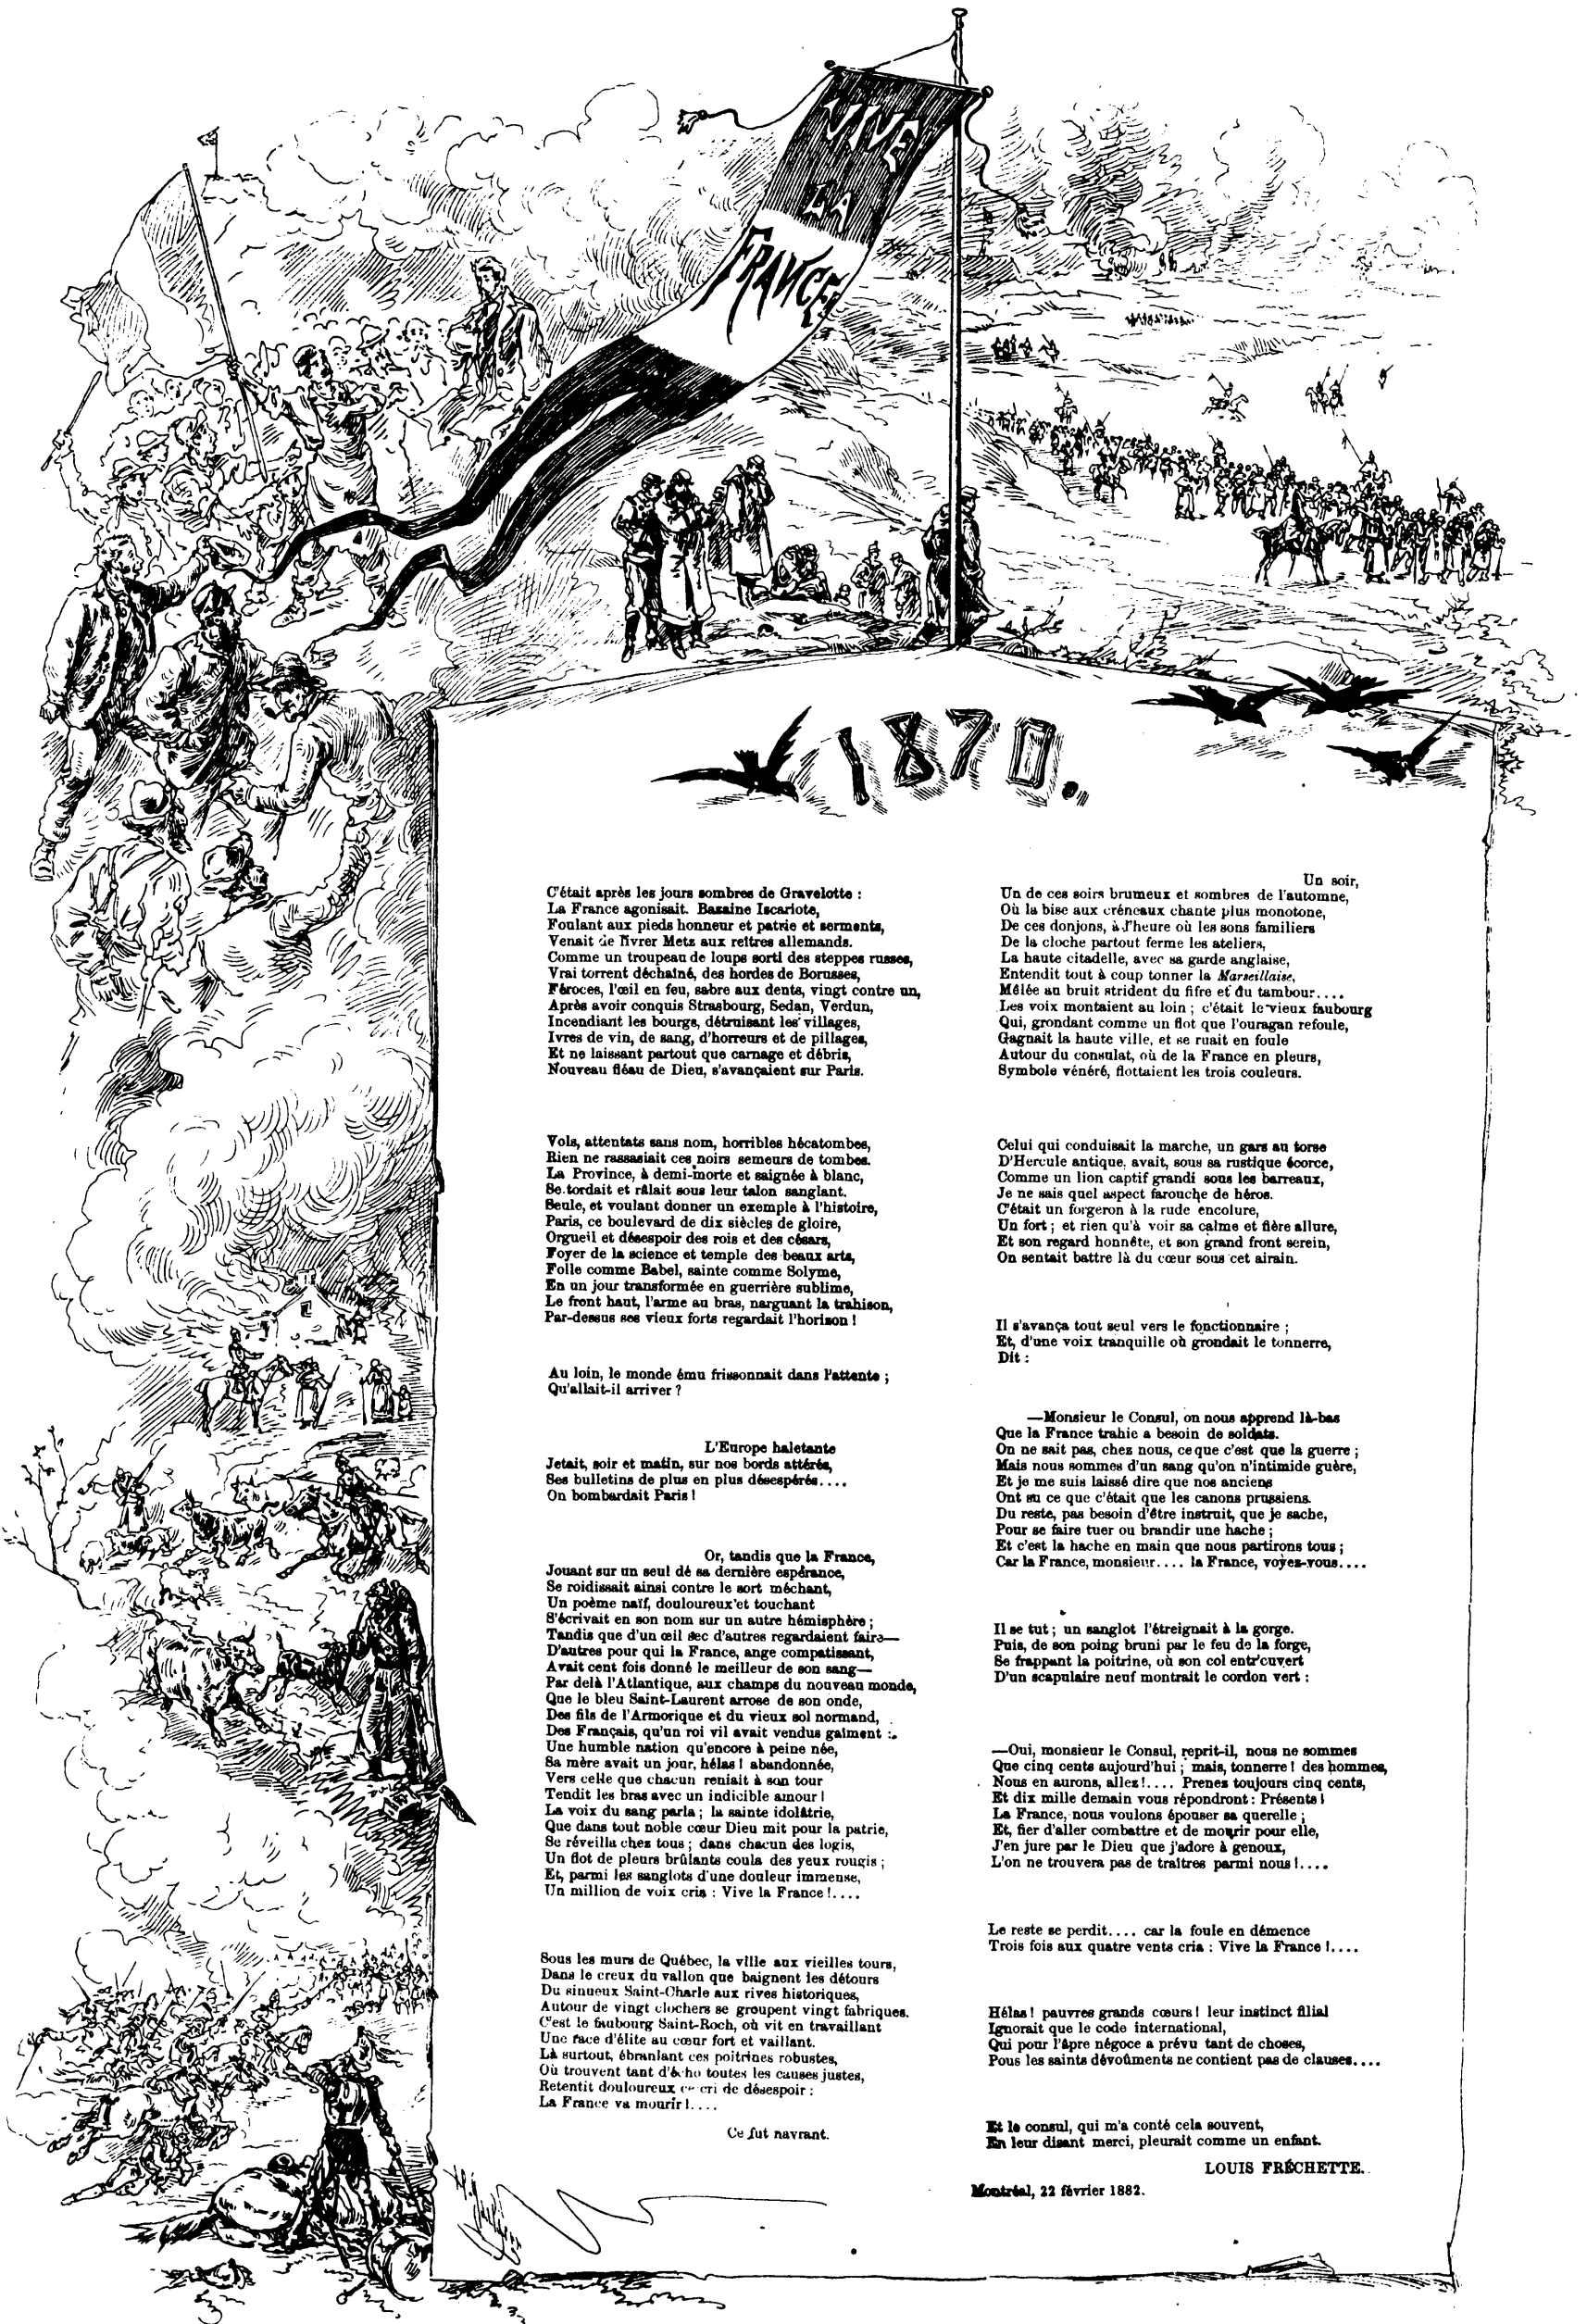 VIVE
LA
FRANCE
1870.
C'était après les jours sombres de Gravelotte :
La France agonisait. Bazaine Iscariote,
Foulant aux pieds honneur et patrie et serments,
Venait de livrer Metz aux reîtres allemands.
Comme un troupeau de loups sorti des steppes russes,
Vrai torrent déchaîné, des hordes de Borusses,
Féroces, l'œil en feu, sabre aux dents, vingt contre un,
Après avoir conquis Strasbourg, Sedan, Verdun,
Incendiant les bourgs, détruisant les villages,
Ivres de vin, de sang, d'horreurs et de pillages,
Et ne laissant partout que carnage et débris,
Nouveau fléau de Dieu, s'avançaient sur Paris.
Vols, attentats sans nom, horribles hécatombes,
Rien ne rassasiait ces noirs semeurs de tombes.
La Province, à demi-morte et saignée à blanc,
Se tordait et râlait sous leur talon sanglant.
Seule, et voulant donner un exemple à l'histoire,
Paris, ce boulevard de dix siècles de gloire,
Orgueil et désespoir des rois et des césars,
Foyer de la science et temple des beaux arts,
Folle comme Babel, sainte comme Solyme,
En un jour transformée en guerrière sublime,
Le front haut, l'arme au bras, narguant la trahison,
Par-dessus ses vieux forts regardait l'horizon !
Au loin, le monde ému frissonnait dans l'attente ;
Qu'allait-il arriver ?
L'Europe haletante
Jetait, soir et matin, sur nos bords attérés,
Ses bulletins de plus en plus désespérés....
On bombardait Paris !
Or, tandis que la France,
Jouant sur un seul dé sa dernière espérance,
Se roidissait ainsi contre le sort méchant,
Un poème naïf, douloureux et touchant
S'écrivait en son nom sur un autre hémisphère ;
Tandis que d'un œil sec d'autres regardaient faire—
D'autres pour qui la France, ange compatissant,
Avait cent fois donné le meilleur de son sang—
Par delà l'Atlantique, aux champs du nouveau monde,
Que le bleu Saint-Laurent arrose de son onde,
Des fils de l'Armorique et du vieux sol normand,
Des Français, qu'un roi vil avait vendus gaîment :
Une humble nation qu'encore à peine née,
Sa mère avait un jour, hélas ! abandonnée,
Vers celle que chacun reniait à son tour
Tendit les bras avec un indicible amour !
La voix du sang parla ; la sainte idolâtrie,
Que dans tout noble cœur Dieu mit pour la patrie,
Se réveilla chez tous ; dans chacun des logis,
Un flot de pleurs brûlants coula des yeux rougis ;
Et, parmi les sanglots d'une douleur immense,
Un million de voix cria : Vive la France !....
Sous les murs de Québec, la ville aux vieilles tours,
Dans le creux du vallon que baignent les détours
Du sinueux Saint-Charle aux rives historiques,
Autour de vingt clochers se groupent vingt fabriques.
C'est le faubourg Saint-Roch, où vit en travaillant
Une race d'élite au cœur fort et vaillant.
Là surtout, ébranlant ces poitrines robustes,
Où trouvent tant d'écho toutes les causes justes,
Retentit douloureux ce cri de désespoir :
La France va mourir !....
Ce fut navrant.
Un soir,
Un de ces soirs brumeux et sombres de l'automne,
Où la bise aux créneaux chante plus monotone,
De ces donjons, à l'heure où les sons familiers
De la cloche partout ferme les ateliers,
La haute citadelle, avec sa garde anglaise,
Entendit tout à coup tonner la Marseillaise,
Mêlée au bruit strident du fifre et du tambour....
Les voix montaient au loin ; c'était le vieux faubourg
Qui, grondant comme un flot que l'ouragan refoule,
Gagnait la haute ville, et se ruait en foule
Autour du consulat, où de la France en pleurs,
Symbole vénéré, flottaient les trois couleurs.
Celui qui conduisait la marche, un gars au torse
D'Hercule antique, avait, sous sa rustique écorce,
Comme un lion captif grandi sous les barreaux,
Je ne sais quel aspect farouche de héros.
C'était un forgeron à la rude encolure,
Un fort ; et rien qu'à voir sa calme et fière allure,
Et son regard honnête, et son grand front serein,
On sentait battre là du cœur sous cet airain.
Il s'avança tout seul vers le fonctionnaire ;
Et, d'une voix tranquille où grondait le tonnerre,
Dit :
—Monsieur le Consul, on nous apprend là-bas
Que la France trahie a besoin de soldats.
On ne sait pas, chez nous, ce que c'est que la guerre ;
Mais nous sommes d'un sang qu'on n'intimide guère,
Et je me suis laissé dire que nos anciens
Ont su ce que c'était que les canons prussiens.
Du reste, pas besoin d'être instruit, que je sache,
Pour se faire tuer ou brandir une hache ;
Et c'est la hache en main que nous partirons tous ;
Car la France, monsieur.... la France, voyez-vous....
Il se tut ; un sanglot l'étreignait à la gorge.
Puis, de son poing bruni par le feu de la forge,
Se frappant la poitrine, où son col entr'ouvert
D'un scapulaire neuf montrait le cordon vert :
—Oui, monsieur le Consul, reprit-il, nous ne sommes
Que cinq cents aujourd'hui ; mais, tonnerre ! des hommes,
Nous en aurons, allez !.... Prenez toujours cinq cents,
Et dix mille demain vous répondront : Présents !
La France, nous voulons épouser sa querelle ;
Et, fier d'aller combattre et de mourir pour elle,
J'en jure par le Dieu que j'adore à genoux,
L'on ne trouvera pas de traîtres parmi nous !....
Le reste se perdit.... car la foule en démence
Trois fois aux quatre vents cria : Vive la France !....
Hélas ! pauvres grands cœurs ! leur instinct filial
Ignorait que le code international,
Qui pour l'âpre négoce a prévu tant de choses,
Pous les saints dévoûments ne contient pas de clauses....
Et le consul, qui m'a conté cela souvent,
En leur disant merci, pleurait comme un enfant.
LOUIS FRÉCHETTE.
Montréal, 22 février 1882.